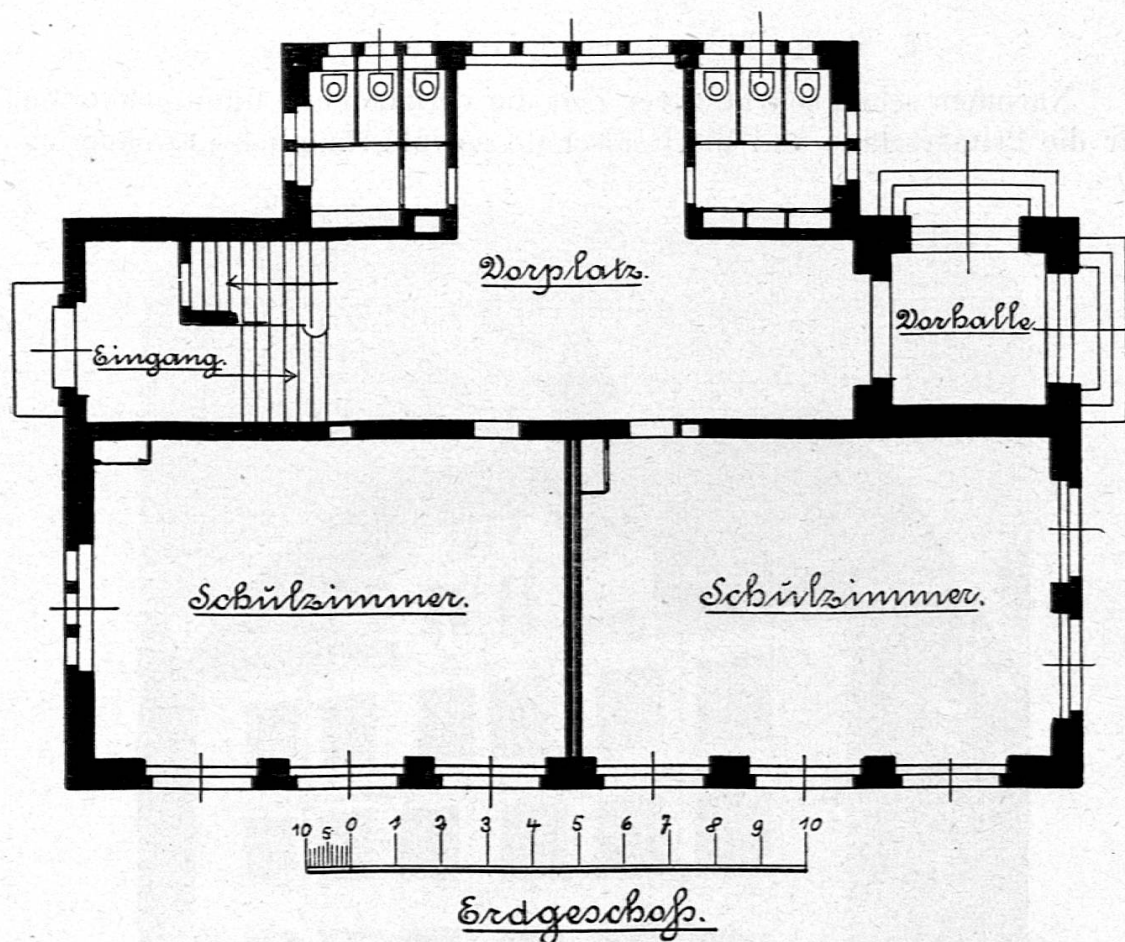 Vorplatz.
Vorhalle
Eingang.
Schulzimmer.
Schulzimmer.
10 5 0 1 2 3 4 5 6 7 8 9 10
Erdgeschoß.